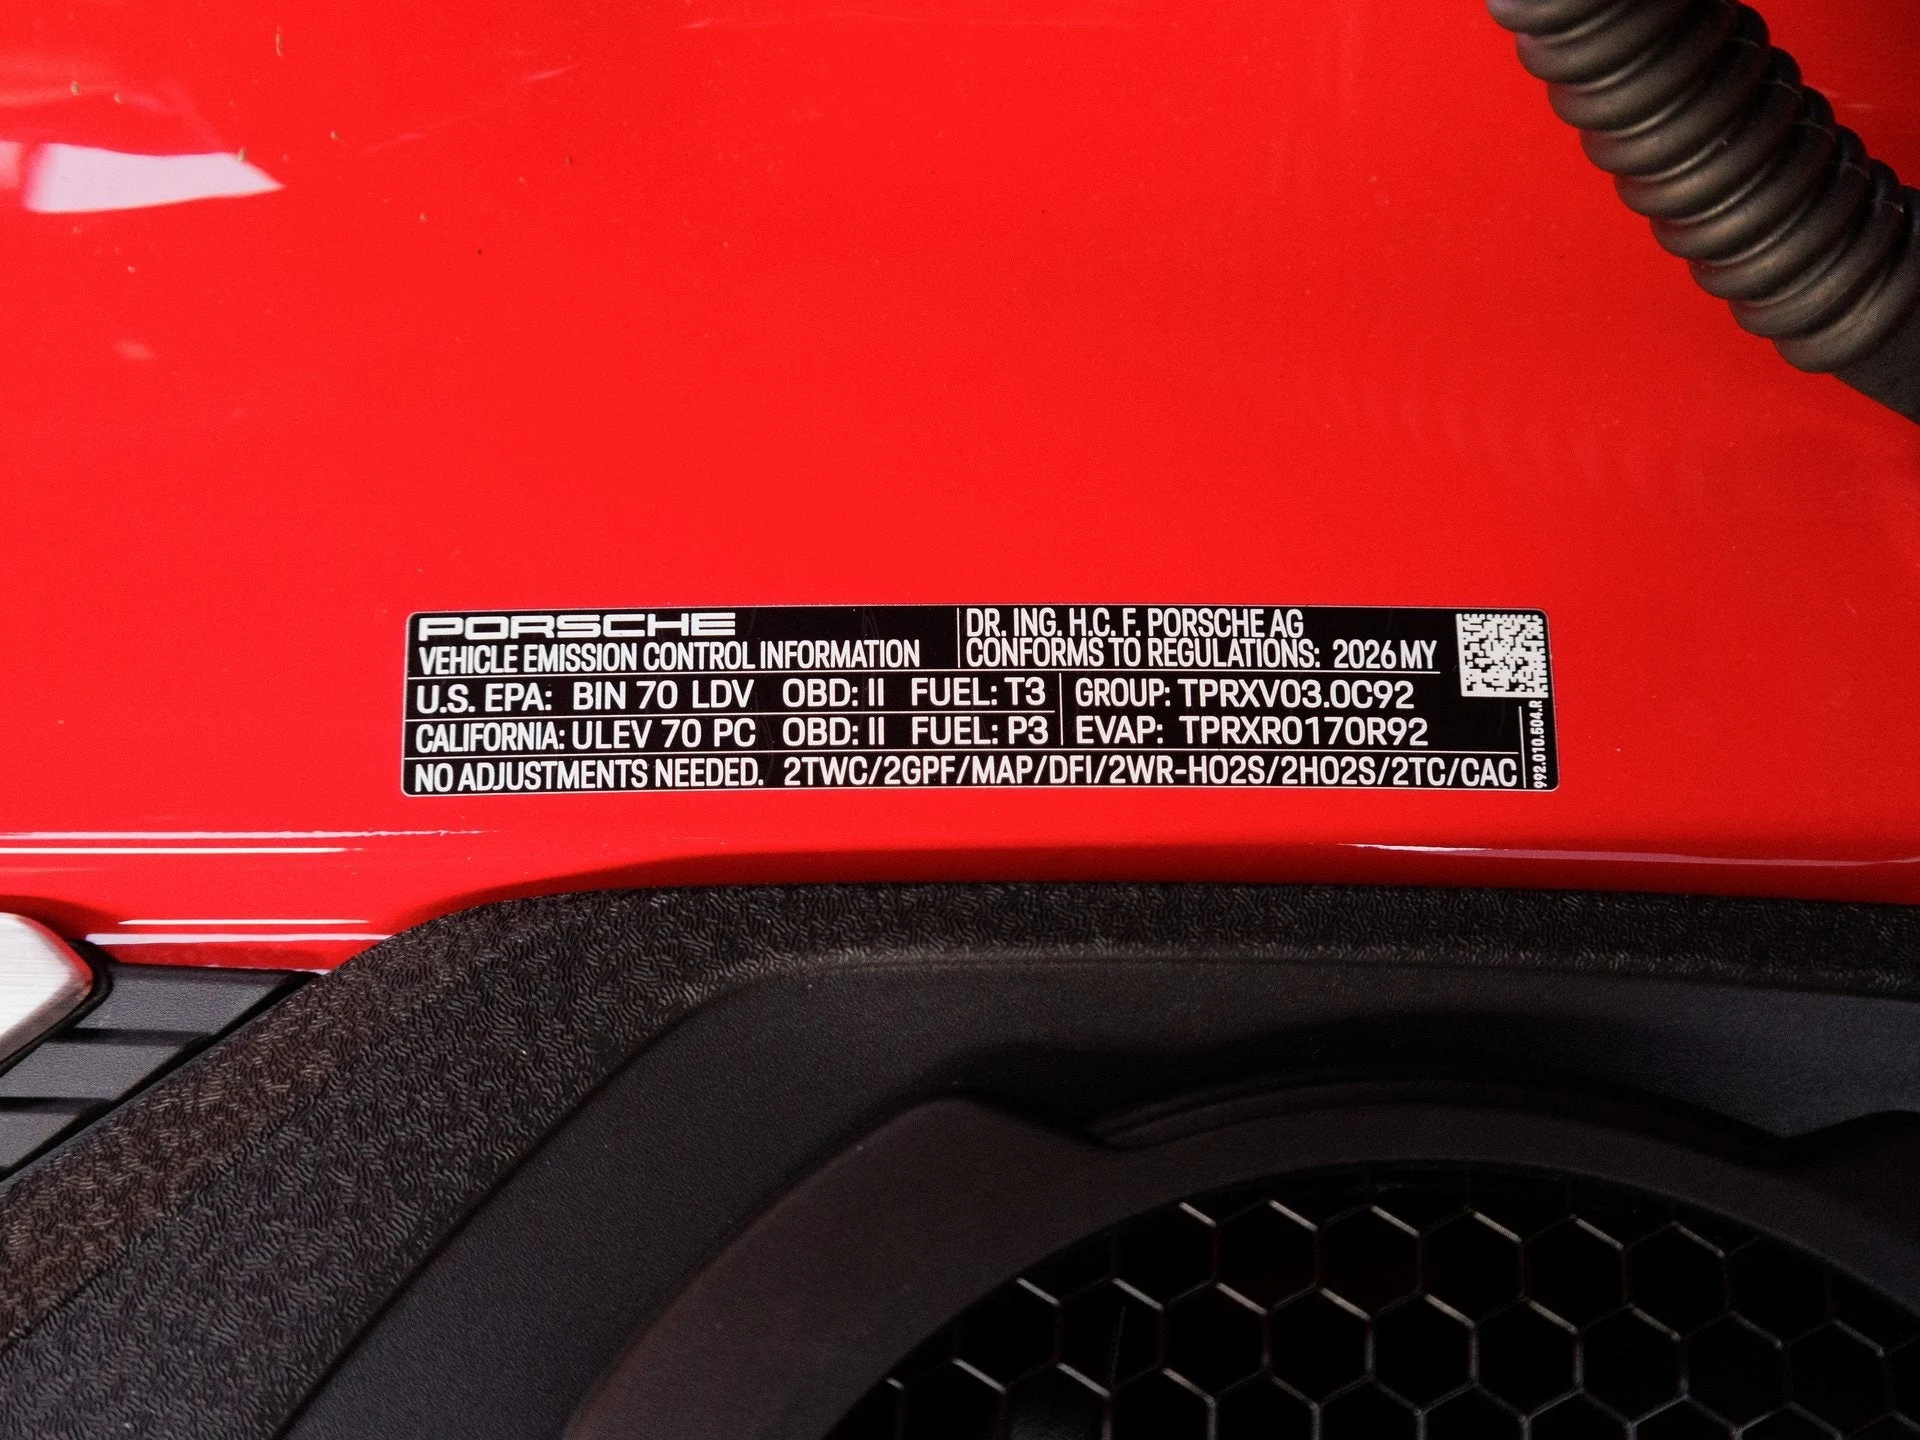 PORSCHE
VEHICLE EMISSION CONTROL INFORMATION
DR. ING. H.C. F. PORSCHE AG
CONFORMS TO REGULATIONS: 2026 MY
U.S. EPA: BIN 70 LDV OBD: II FUEL: T3
CALIFORNIA: ULEV 70 PC OBD: II FUEL: P3
GROUP: TPRXV03.0C92
EVAP: TPRXR0170R92
NO ADJUSTMENTS NEEDED. 2TWC/2GPF/MAP/DFI/2WR-HO2S/2HO2S/2TC/CAC
992.010.504.R